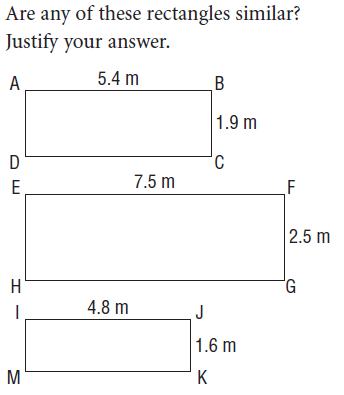 Are any of these rectangles similar?
Justify your answer.
A 5.4 m B
1.9 m
D C
E 7.5 m F
2.5 m
H G
I 4.8 m J
1.6 m
M K